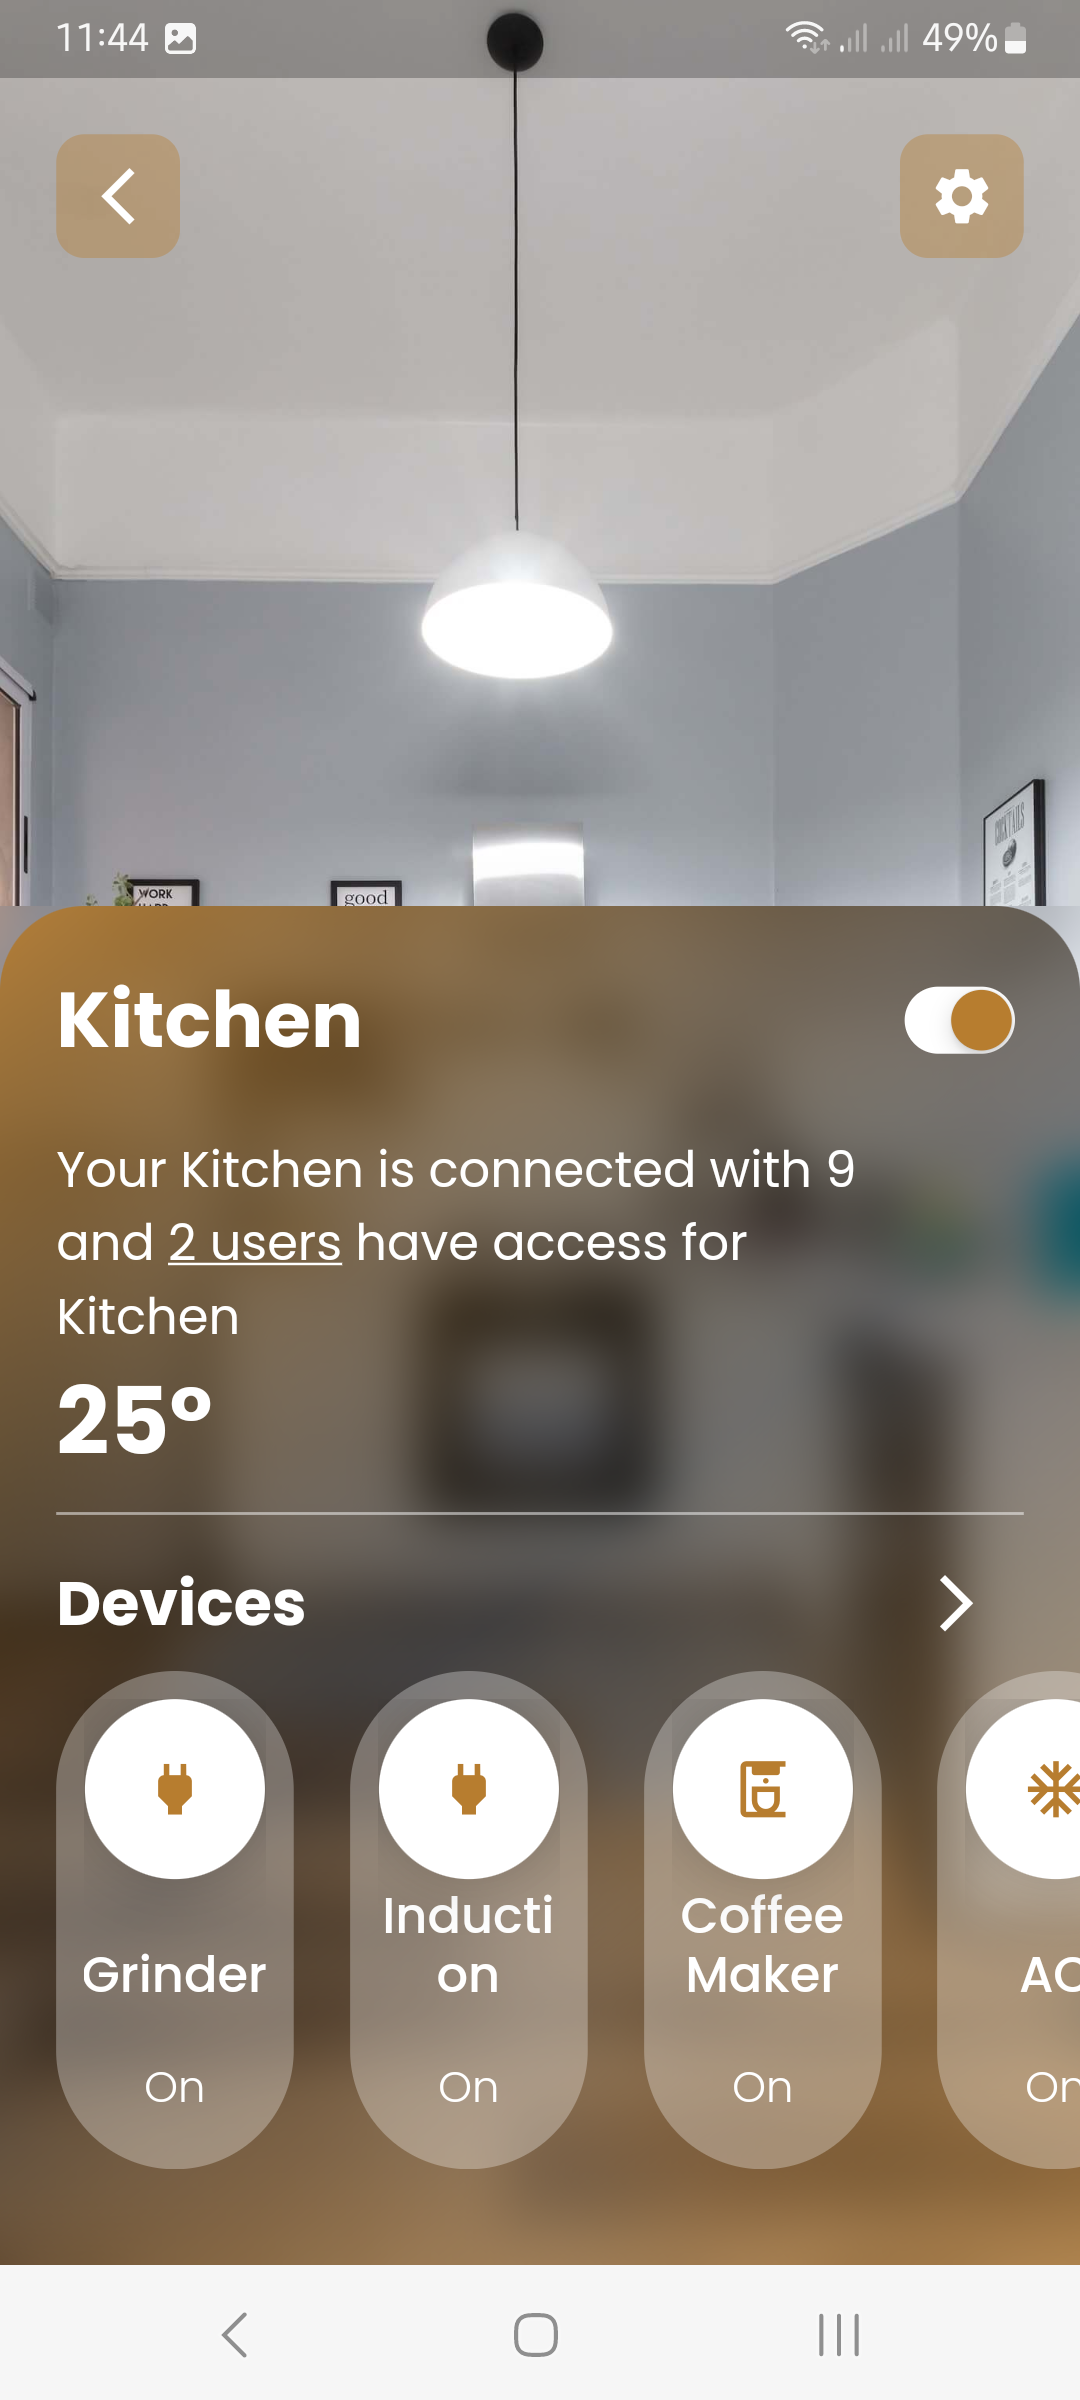 11:44
49%
COCKTAILS
WORK
good
Kitchen
Your Kitchen is connected with 9
and 2 users have access for
Kitchen
25°
Devices
Grinder
Inducti
on
Coffee
Maker
AC
On
On
On
On